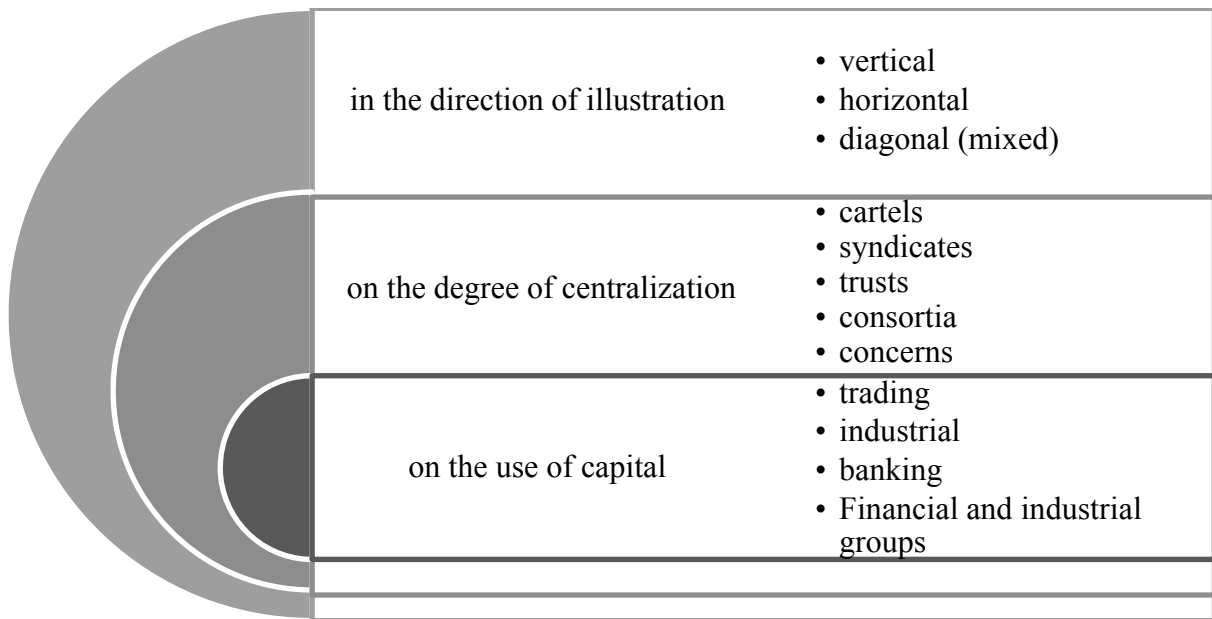 in the direction of illustration
• vertical
• horizontal
• diagonal (mixed)
on the degree of centralization
• cartels
• syndicates
• trusts
• consortia
• concerns
on the use of capital
• trading
• industrial
• banking
• Financial and industrial
groups